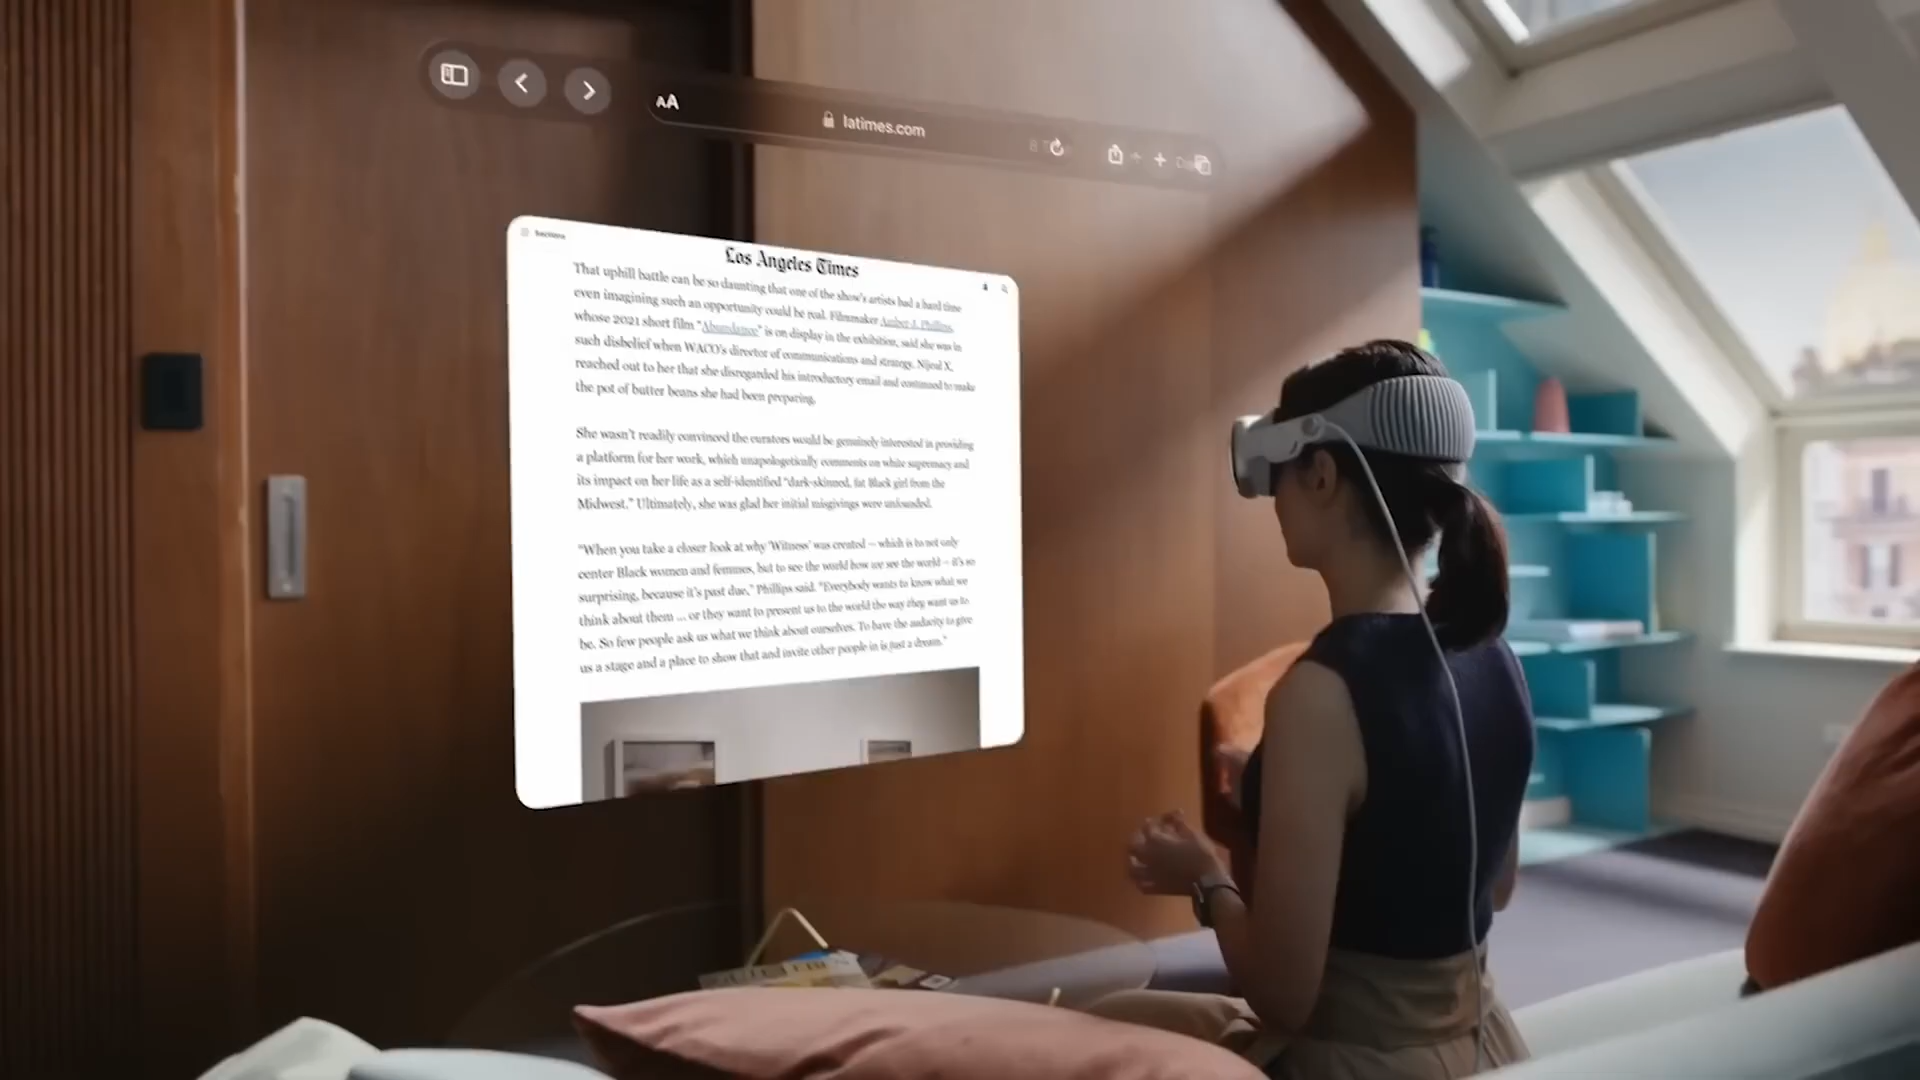 AA
latimes.com
Sections
Los Angeles Times
That uphill battle can be so daunting that one of the show's artists had a hard time
even imagining such an opportunity could be real. Filmmaker Amber J. Phillips,
whose 2021 short film "Abundance" is on display in the exhibition, said she was in
such disbelief when WACO's director of communications and strategy, Nijeul X,
reached out to her that she disregarded his introductory email and continued to make
the pot of butter beans she had been preparing.
She wasn't readily convinced the curators would be genuinely interested in providing
a platform for her work, which unapologetically comments on white supremacy and
its impact on her life as a self-identified "dark-skinned, fat Black girl from the
Midwest." Ultimately, she was glad her initial misgivings were unfounded.
"When you take a closer look at why 'Witness' was created — which is to not only
center Black women and femmes, but to see the world how we see the world — it's so
surprising, because it's past due," Phillips said. "Everybody wants to know what we
think about them ... or they want to present us to the world the way they want us to
be. So few people ask us what we think about ourselves. To have the audacity to give
us a stage and a place to show that and invite other people in is just a dream."